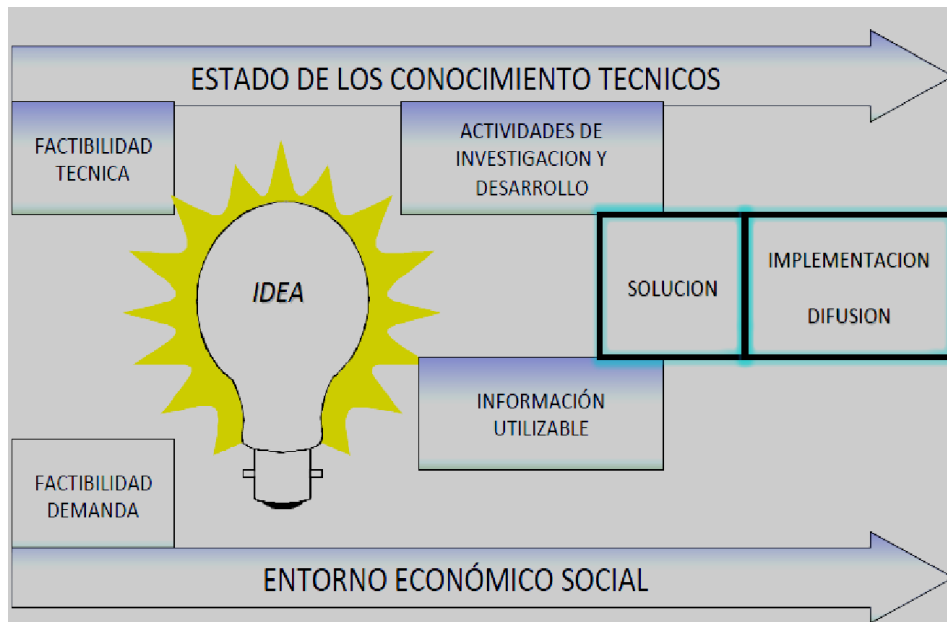 ESTADO DE LOS CONOCIMIENTO TECNICOS
FACTIBILIDAD
TECNICA
ACTIVIDADES DE
INVESTIGACION Y
DESARROLLO
IDEA
SOLUCION
IMPLEMENTACION
DIFUSION
INFORMACIÓN
UTILIZABLE
FACTIBILIDAD
DEMANDA
ENTORNO ECONÓMICO SOCIAL